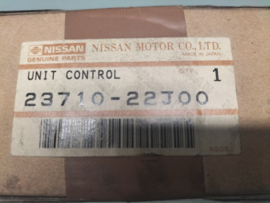 NISSAN NISSAN MOTOR CO., LTD.
GENUINE PARTS MADE IN JAPAN
UNIT CONTROL QTY 1
23710-22J00